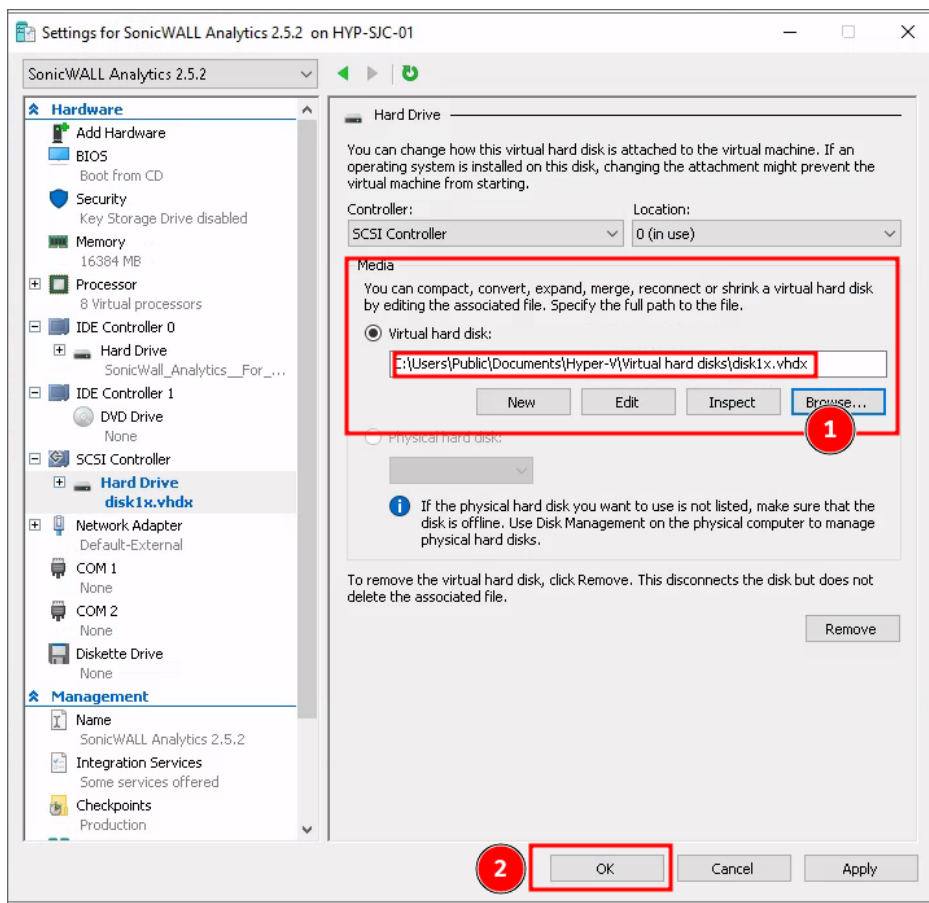 Settings for SonicWALL Analytics 2.5.2 on HYP-SJC-01
SonicWALL Analytics 2.5.2
Hardware
Add Hardware
BIOS
Boot from CD
Security
Key Storage Drive disabled
Memory
16384 MB
Processor
8 Virtual processors
IDE Controller 0
Hard Drive
SonicWall_Analytics__For_...
IDE Controller 1
DVD Drive
None
SCSI Controller
Hard Drive
disk1x.vhdx
Network Adapter
Default-External
COM 1
None
COM 2
None
Diskette Drive
None
Management
Name
SonicWALL Analytics 2.5.2
Integration Services
Some services offered
Checkpoints
Production
Hard Drive
You can change how this virtual hard disk is attached to the virtual machine. If an
operating system is installed on this disk, changing the attachment might prevent the
virtual machine from starting.
Controller:
Location:
SCSI Controller
0 (in use)
Media
You can compact, convert, expand, merge, reconnect or shrink a virtual hard disk
by editing the associated file. Specify the full path to the file.
Virtual hard disk:
C:\Users\Public\Documents\Hyper-V\Virtual hard disks\disk1x.vhdx
New
Edit
Inspect
Browse...
1
Physical hard disk:
If the physical hard disk you want to use is not listed, make sure that the
disk is offline. Use Disk Management on the physical computer to manage
physical hard disks.
To remove the virtual hard disk, click Remove. This disconnects the disk but does not
delete the associated file.
Remove
2
OK
Cancel
Apply